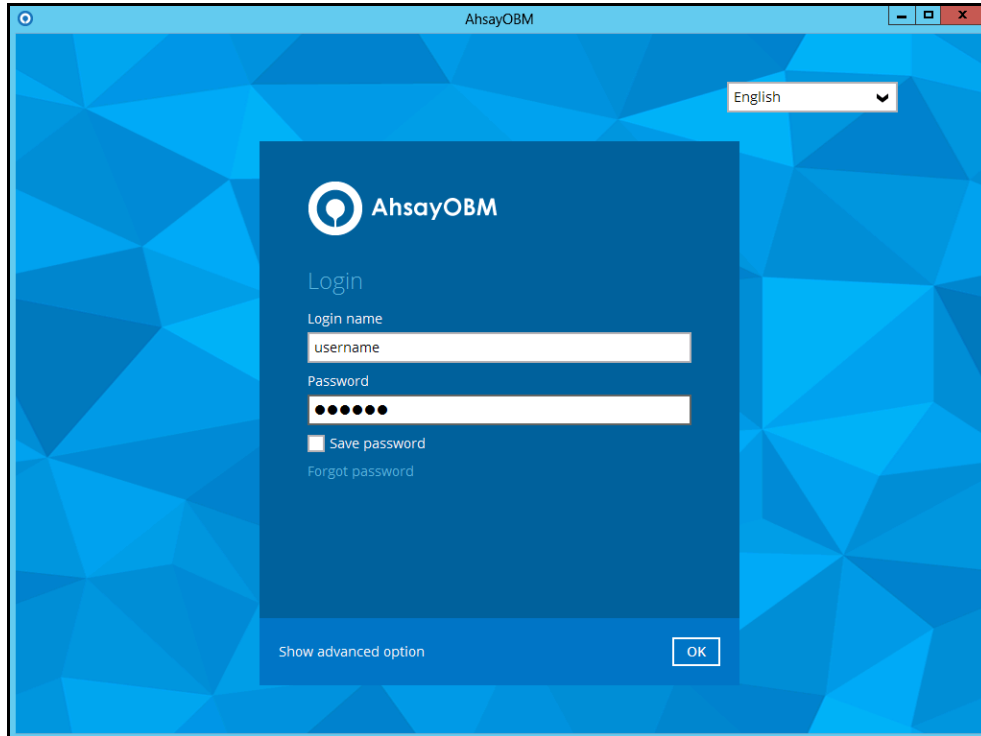 AhsayOBM
English
AhsayOBM
Login
Login name
username
Password
●●●●●●
Save password
Forgot password
Show advanced option
OK